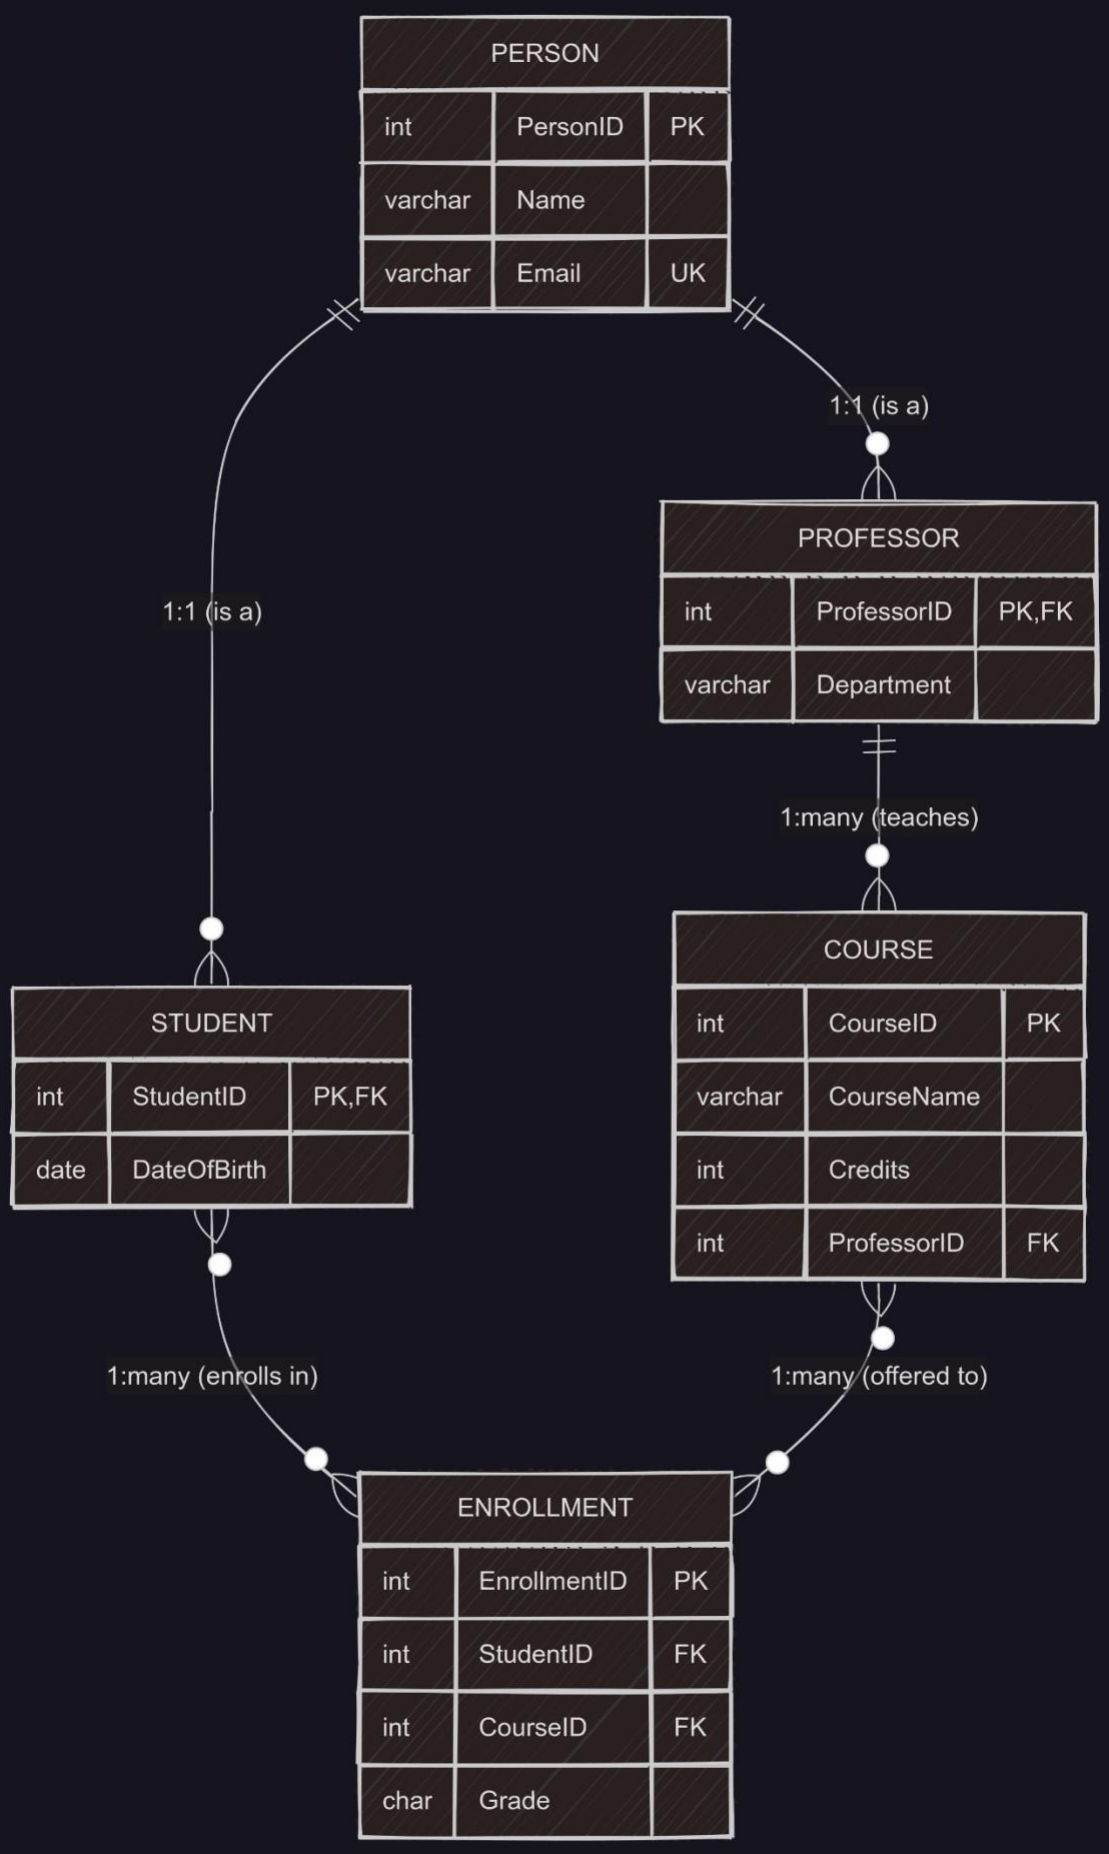 PERSON
int PersonID PK
varchar Name
varchar Email UK
1:1 (is a)
PROFESSOR
int ProfessorID PK,FK
varchar Department
1:1 (is a)
1:many (teaches)
COURSE
int CourseID PK
varchar CourseName
int Credits
int ProfessorID FK
STUDENT
int StudentID PK,FK
date DateOfBirth
1:many (enrolls in)
1:many (offered to)
ENROLLMENT
int EnrollmentID PK
int StudentID FK
int CourseID FK
char Grade